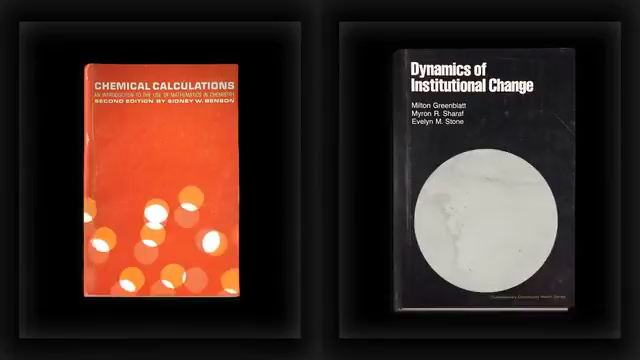 CHEMICAL CALCULATIONS
AN INTRODUCTION TO THE USE OF MATHEMATICS IN CHEMISTRY
SECOND EDITION BY SIDNEY W. BENSON
Dynamics of
Institutional Change
Milton Greenblatt
Myron R. Sharaf
Evelyn M. Stone
Contemporary Community Health Series